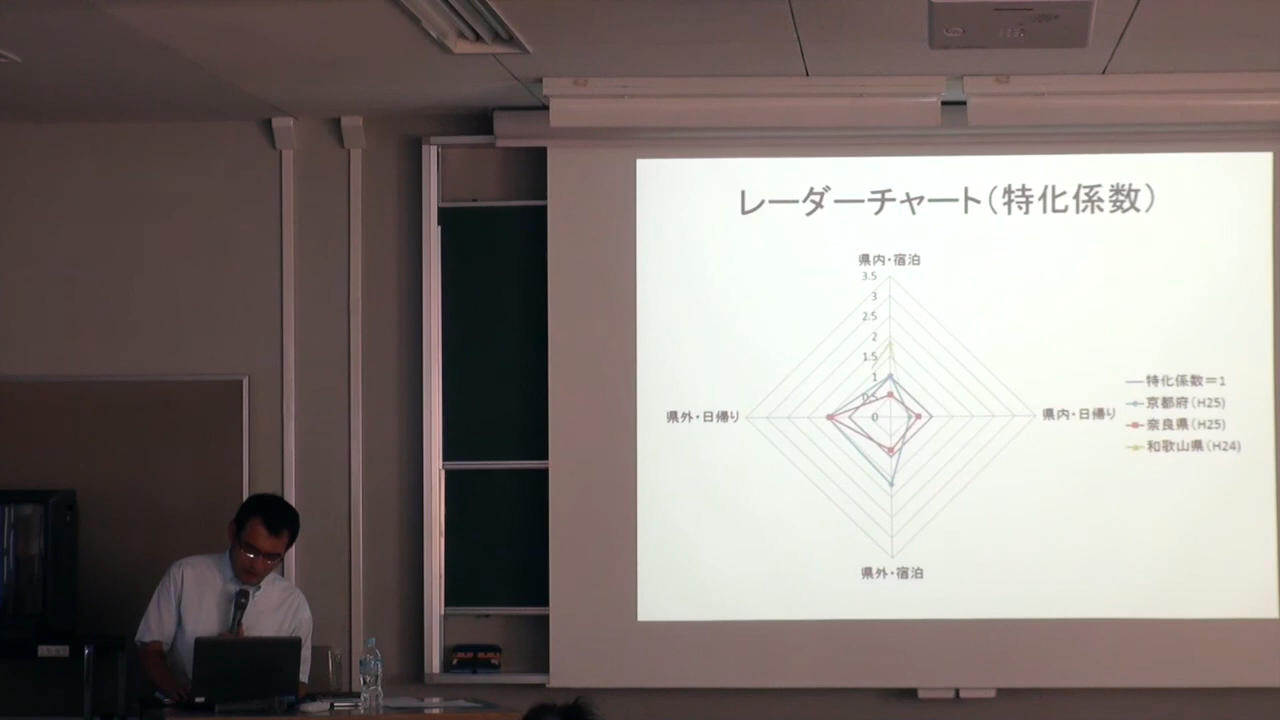 レーダーチャート（特化係数）
県内・宿泊
3.5
3
2.5
2
1.5
1
0.5
0
県外・日帰り
県内・日帰り
県外・宿泊
特化係数＝1
京都府（H25)
奈良県（H25)
和歌山県（H24)